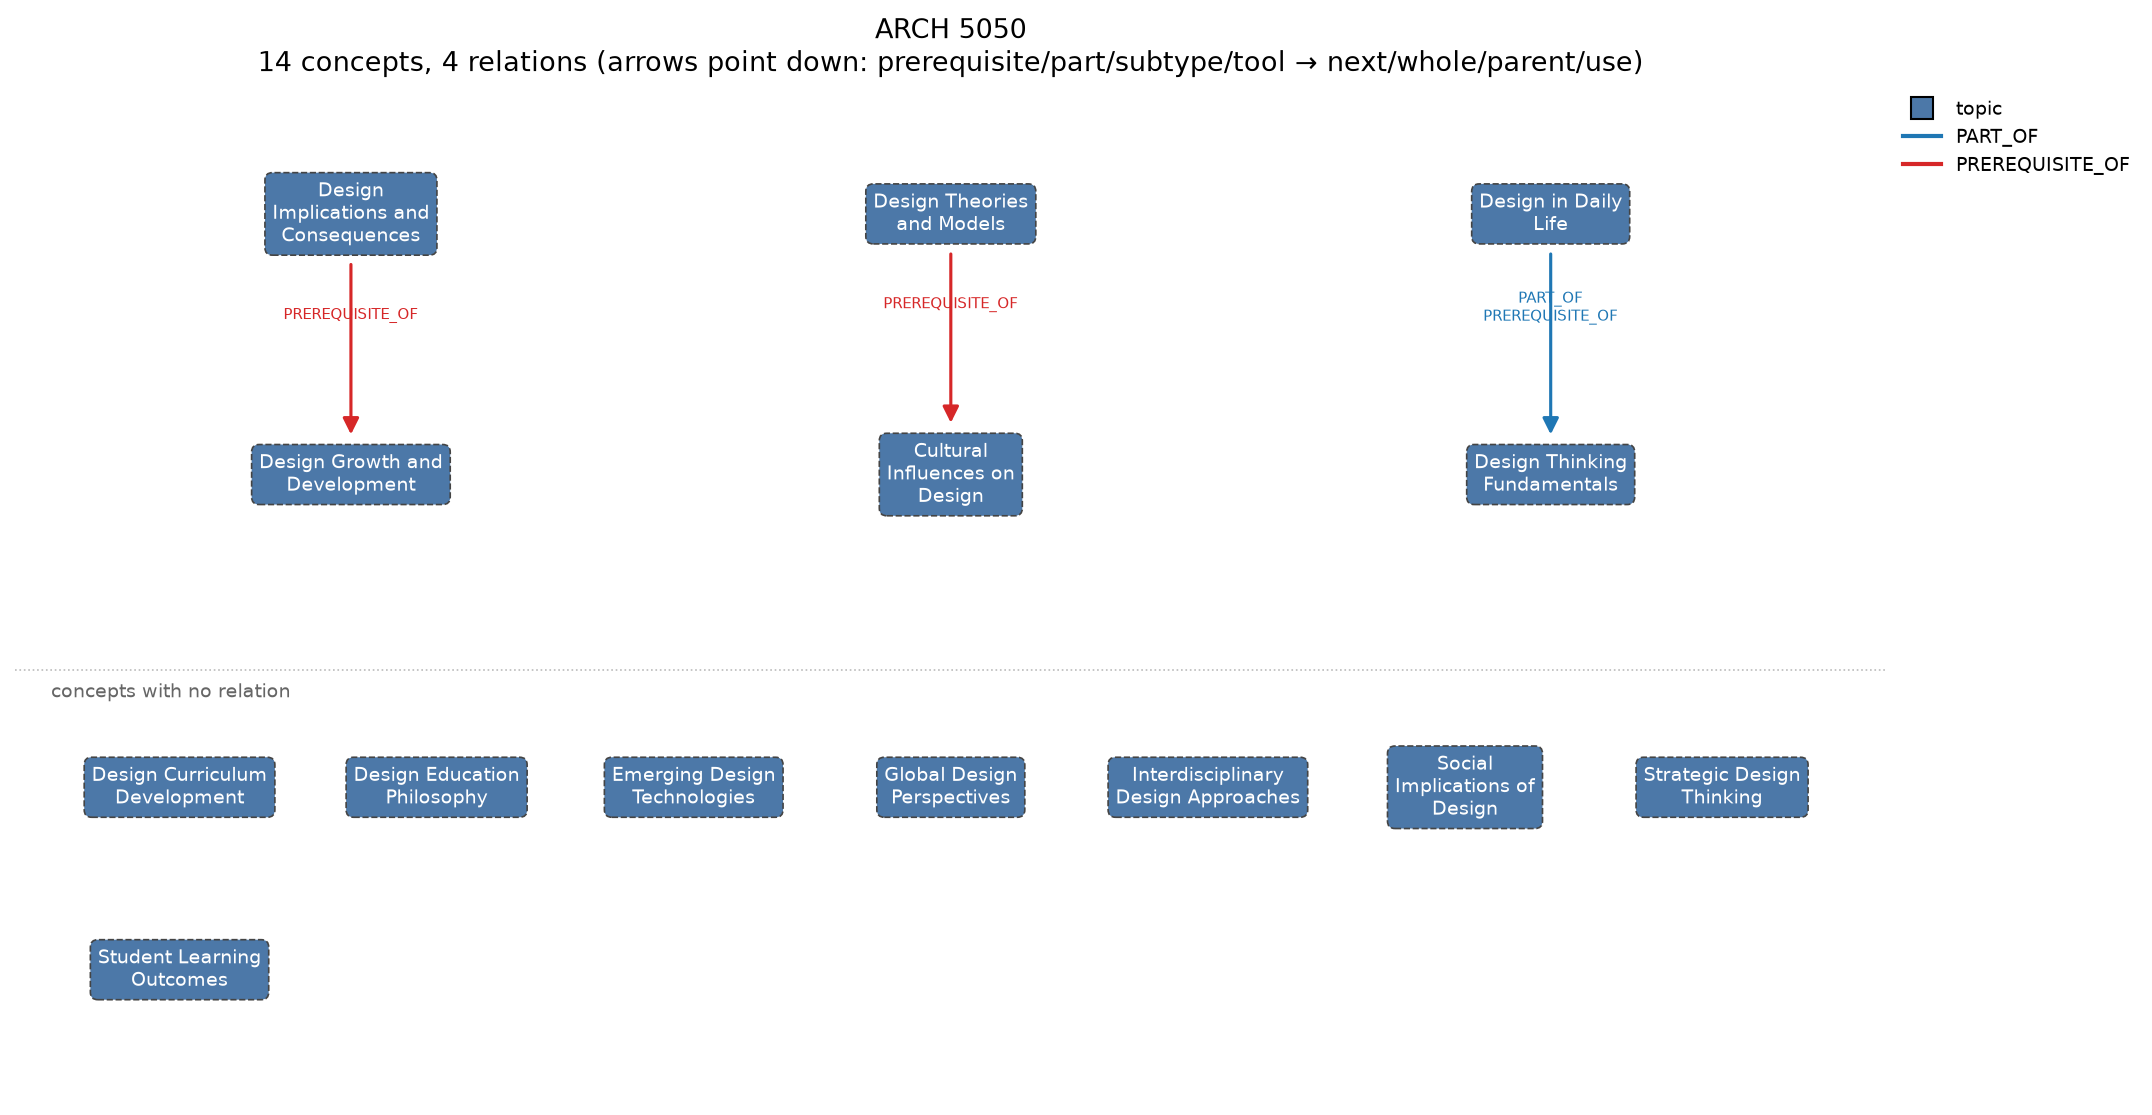 ARCH 5050
14 concepts, 4 relations (arrows point down: prerequisite/part/subtype/tool → next/whole/parent/use)
topic
PART_OF
PREREQUISITE_OF
Design
Implications and
Consequences
Design Theories
and Models
Design in Daily
Life
PREREQUISITE_OF
PREREQUISITE_OF
PART_OF
PREREQUISITE_OF
Design Growth and
Development
Cultural
Influences on
Design
Design Thinking
Fundamentals
concepts with no relation
Design Curriculum
Development
Design Education
Philosophy
Emerging Design
Technologies
Global Design
Perspectives
Interdisciplinary
Design Approaches
Social
Implications of
Design
Strategic Design
Thinking
Student Learning
Outcomes